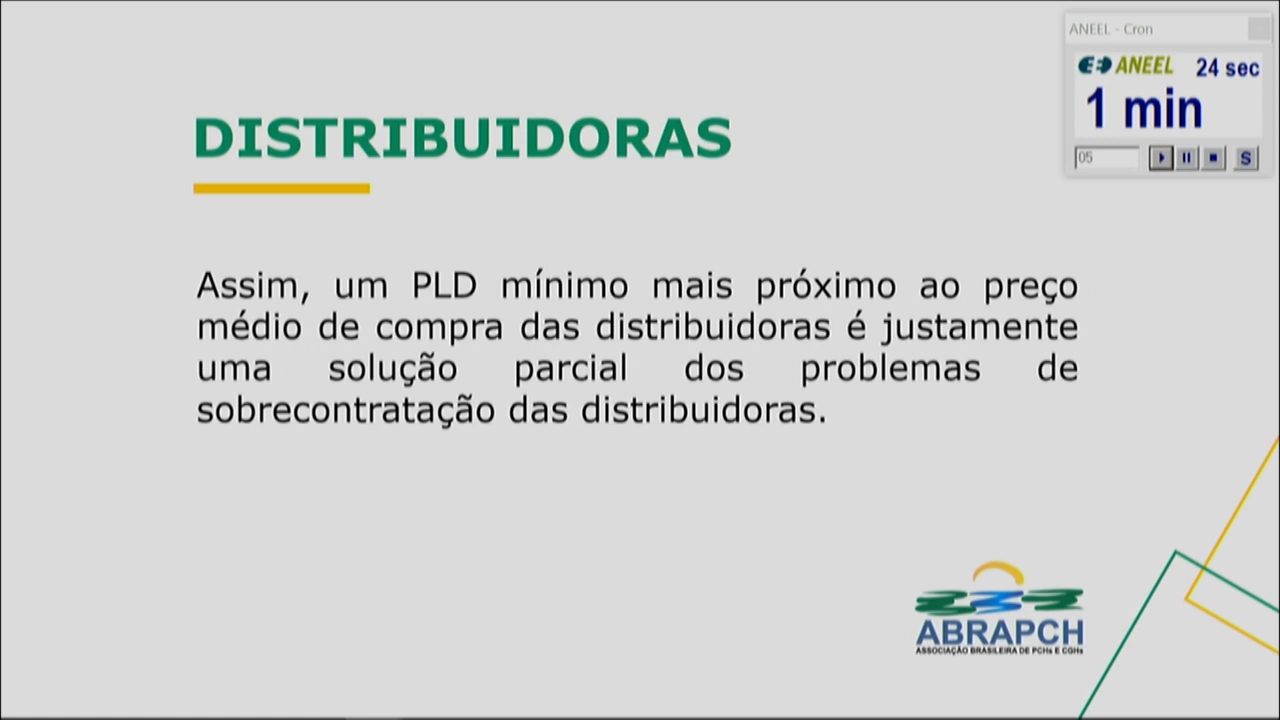 ANEEL - Cron
ANEEL 24 sec
1 min
05
S
DISTRIBUIDORAS
Assim, um PLD mínimo mais próximo ao preço
médio de compra das distribuidoras é justamente
uma solução parcial dos problemas de
sobrecontratação das distribuidoras.
ABRAPCH
ASSOCIAÇÃO BRASILEIRA DE PCHs E CGHs